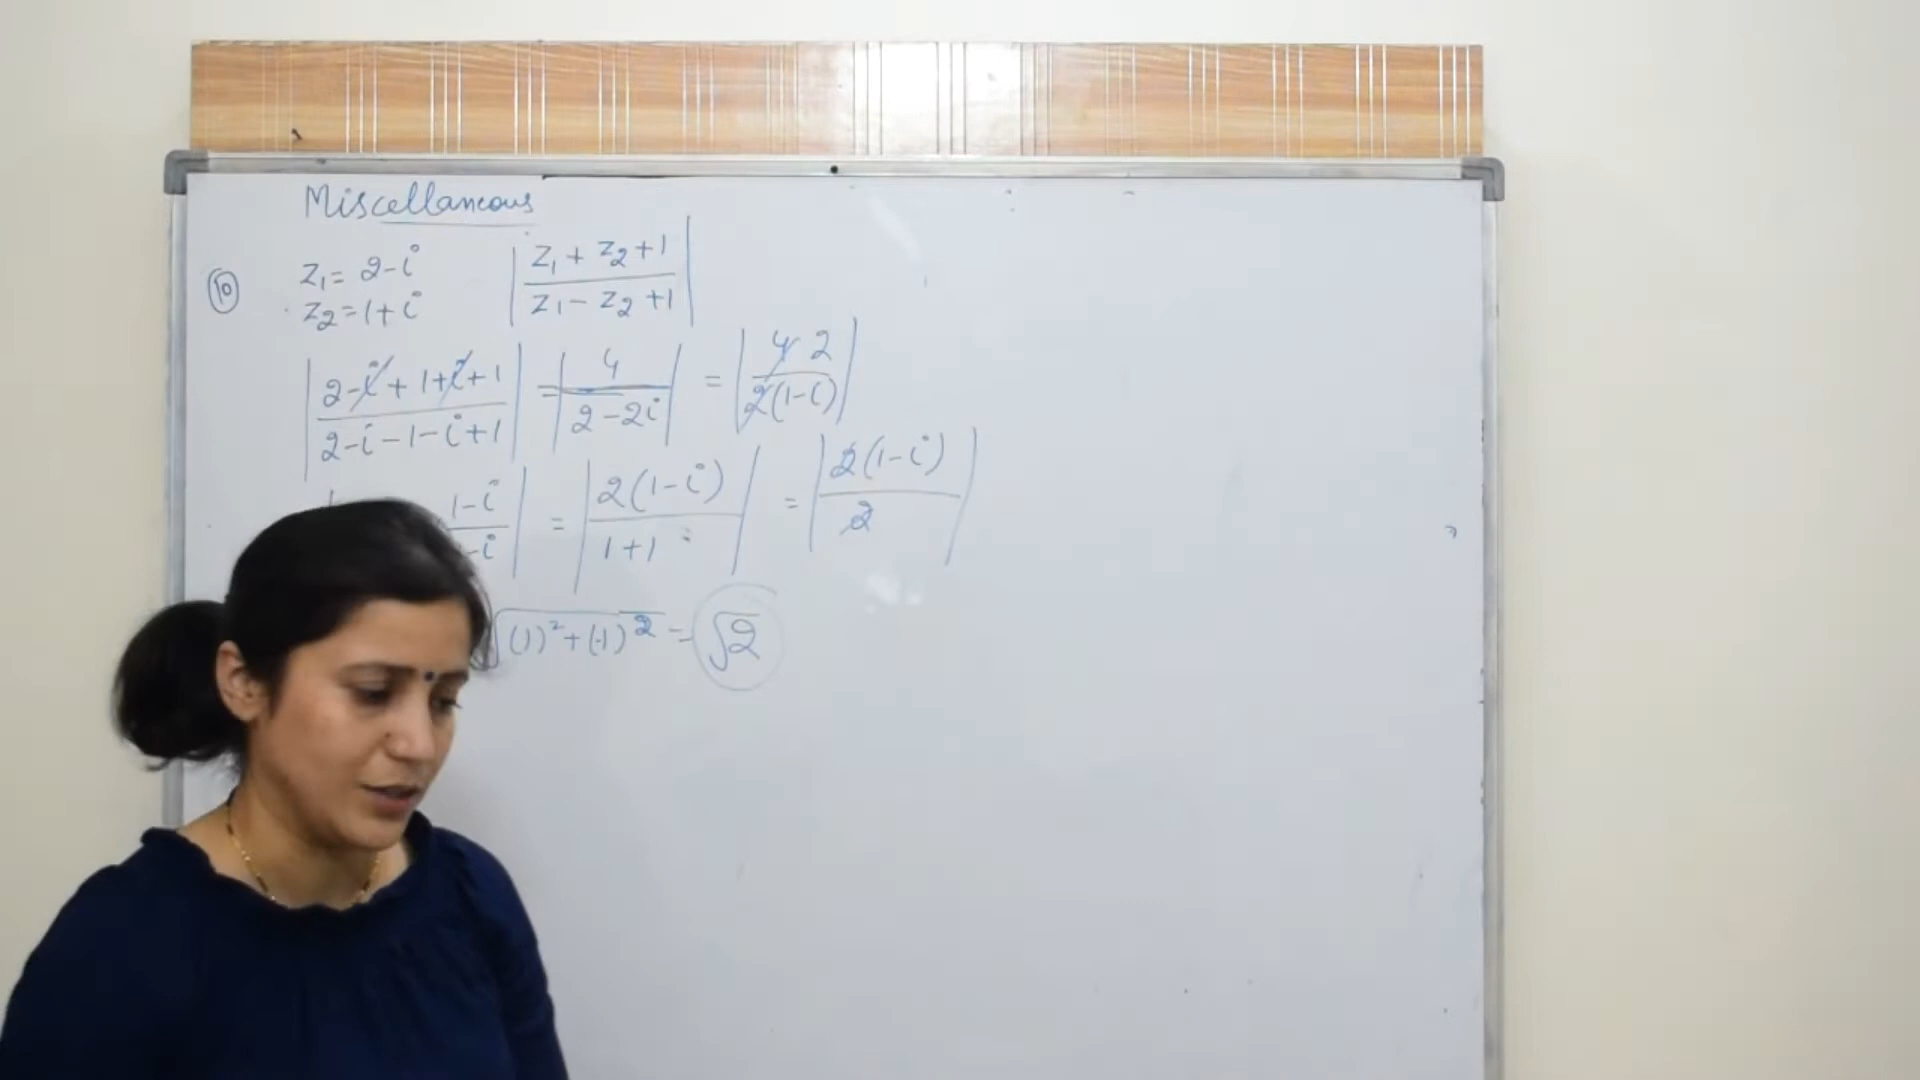 Miscellaneous
10 z₁ = 2-i |z₁ + z₂ + 1 / z₁ - z₂ + 1|
z₂ = 1+i
|2-i + 1+i + 1 / 2-i-1-i+1| = |4 / 2-2i| = |4 2 / 2(1-i)|
1-i / -i| = |2(1-i) / 1+1| = |2(1-i) / 2|
√(1)² + (-1)² = √2